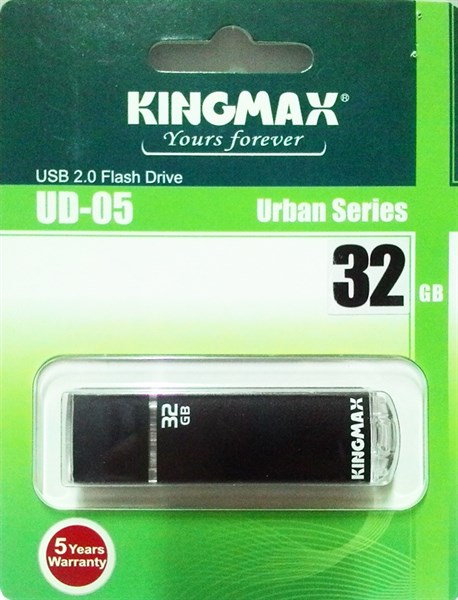 KINGMAX®
Yours forever
USB 2.0 Flash Drive
UD-05
Urban Series
32
GB
32
GB
KINGMAX
5 Years
Warranty